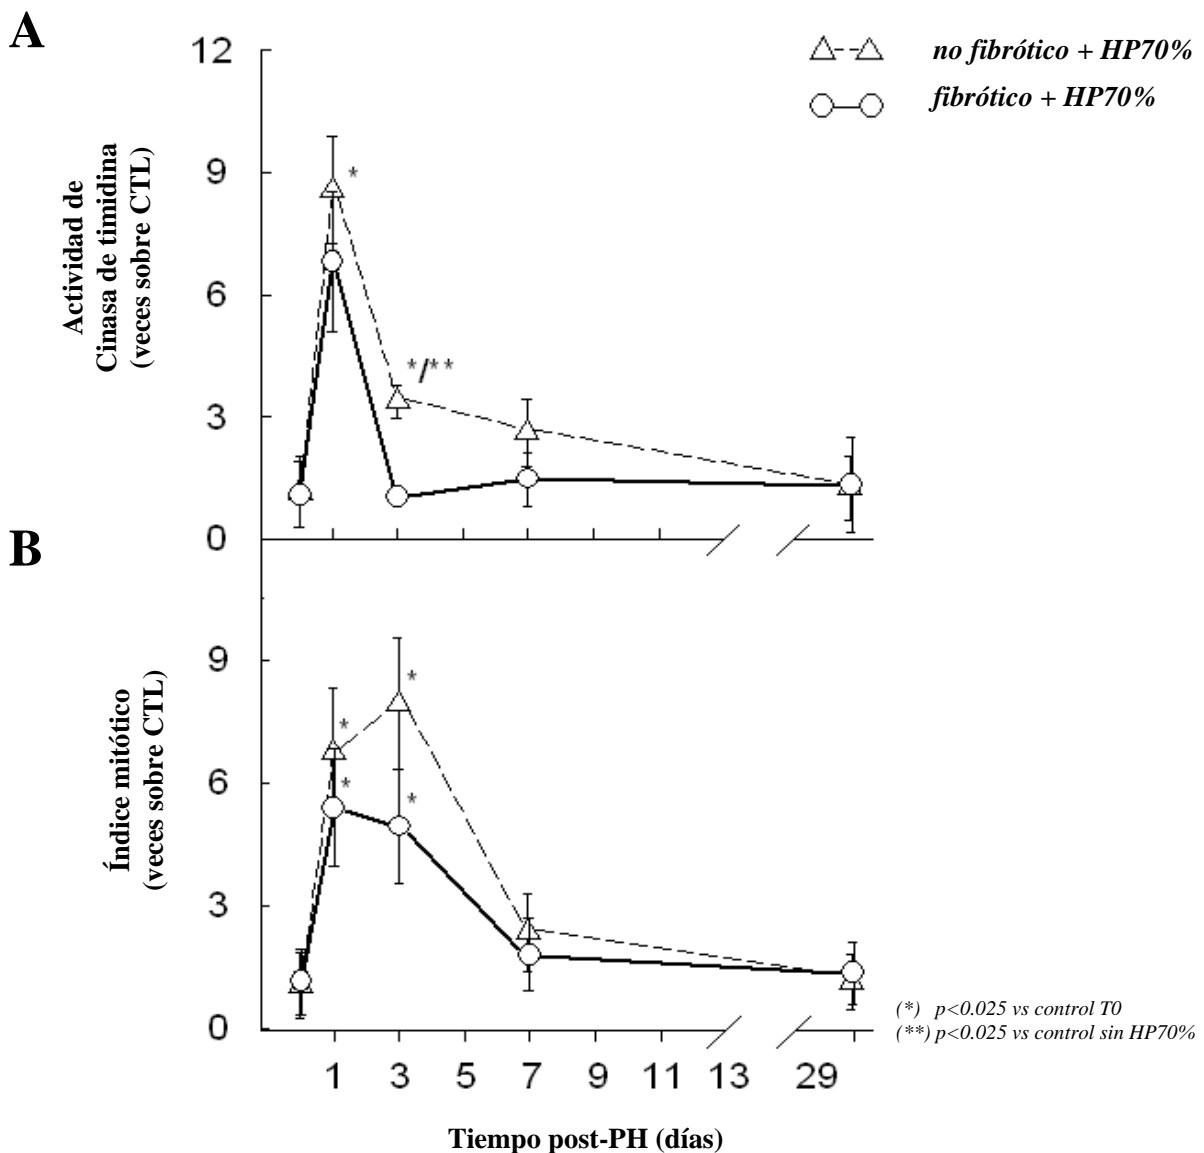 A
no fibrótico + HP70%
fibrótico + HP70%
Actividad de
Cinasa de timidina
(veces sobre CTL)
12
9
6
3
0
*
*/**
B
Índice mitótico
(veces sobre CTL)
9
6
3
0
*
*
*
*
(*) p<0.025 vs control T0
(**) p<0.025 vs control sin HP70%
1 3 5 7 9 11 13 29
Tiempo post-PH (días)